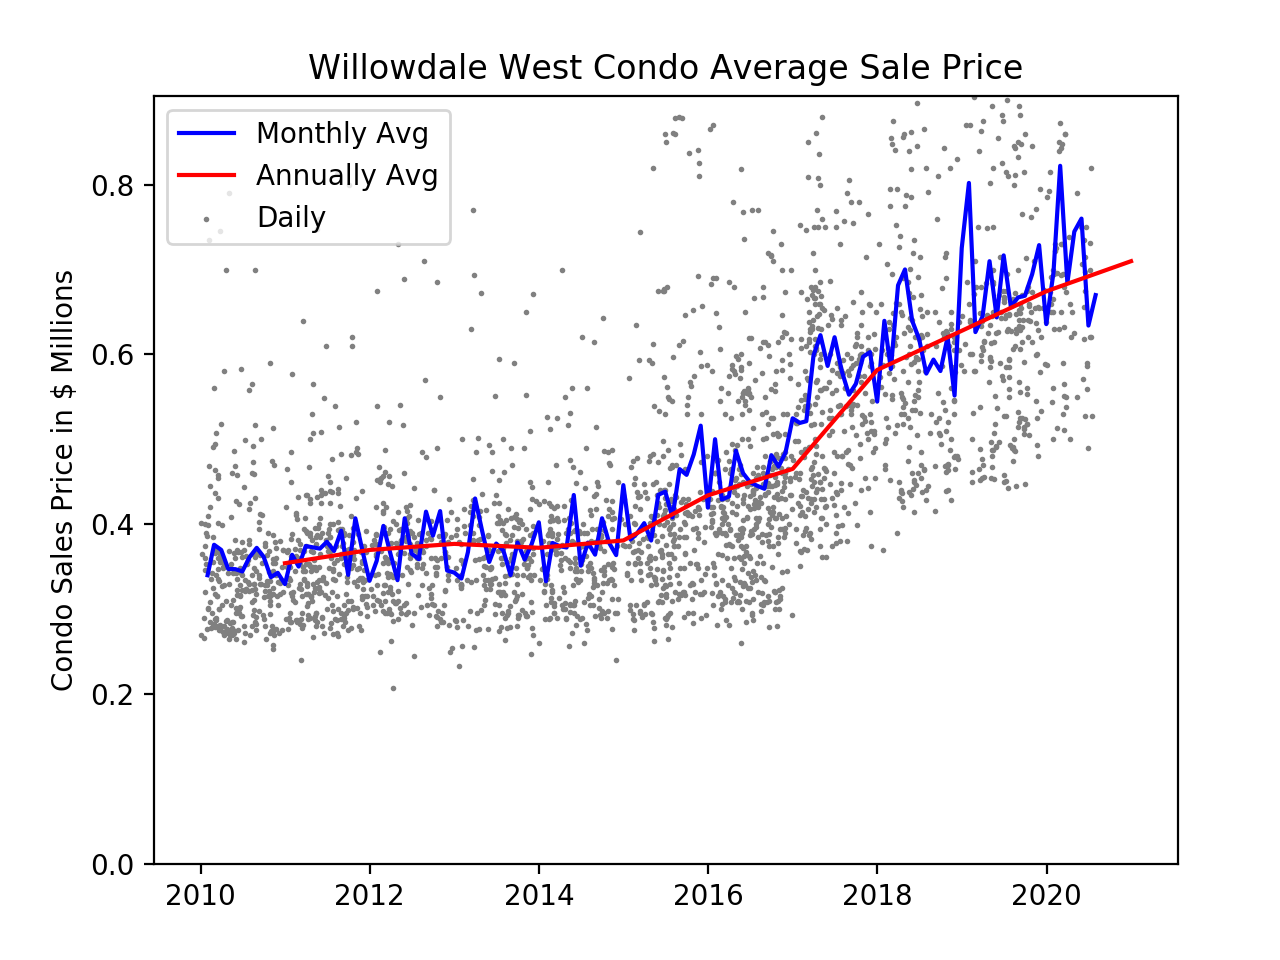 Willowdale West Condo Average Sale Price
Monthly Avg
Annually Avg
Daily
Condo Sales Price in $ Millions
0.8
0.6
0.4
0.2
0.0
2010 2012 2014 2016 2018 2020